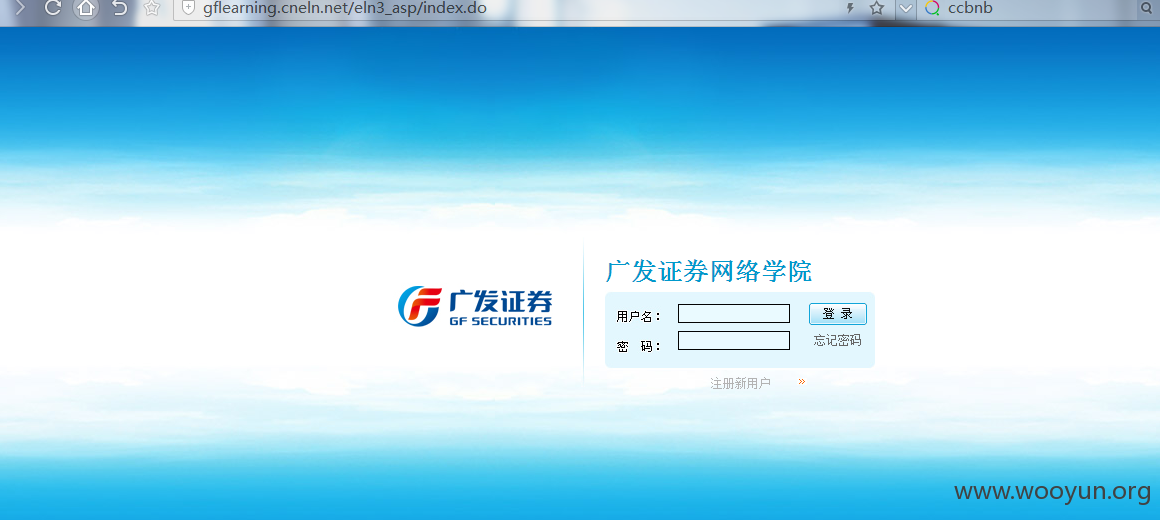 gflearning.cneln.net/eln3_asp/index.do
ccbnb
广发证券网络学院
广发证券
GF SECURITIES
用户名：
登 录
密 码：
忘记密码
注册新用户 »
www.wooyun.org